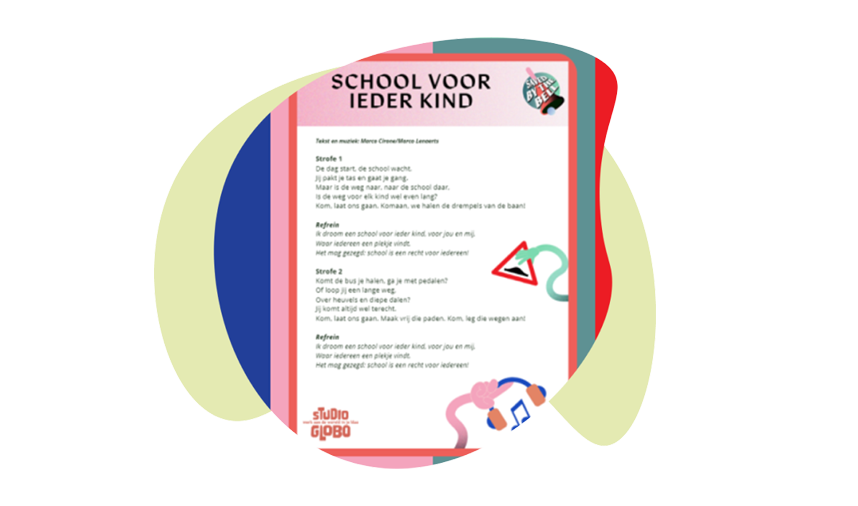 SCHOOL VOOR
IEDER KIND
SAVED
BY THE
BELL
Tekst en muziek: Marco Cirone/Marco Lenaerts
Strofe 1
De dag start, de school wacht.
Jij pakt je tas en gaat je gang.
Maar is de weg naar, naar de school daar,
is de weg voor elk kind wel even lang?
Kom, laat ons gaan. Komaan, we halen de drempels van de baan!
Refrein
Ik droom een school voor ieder kind, voor jou en mij.
Waar iedereen een plekje vindt.
Het mag gezegd: school is een recht voor iedereen!
Strofe 2
Komt de bus je halen, ga je met pedalen?
Of loop jij een lange weg,
Over heuvels en diepe dalen?
Jij komt altijd wel terecht.
Kom, laat ons gaan. Maak vrij die paden. Kom, leg die wegen aan!
Refrein
Ik droom een school voor ieder kind, voor jou en mij.
Waar iedereen een plekje vindt.
Het mag gezegd: school is een recht voor iedereen!
STUDIO
GLOBO